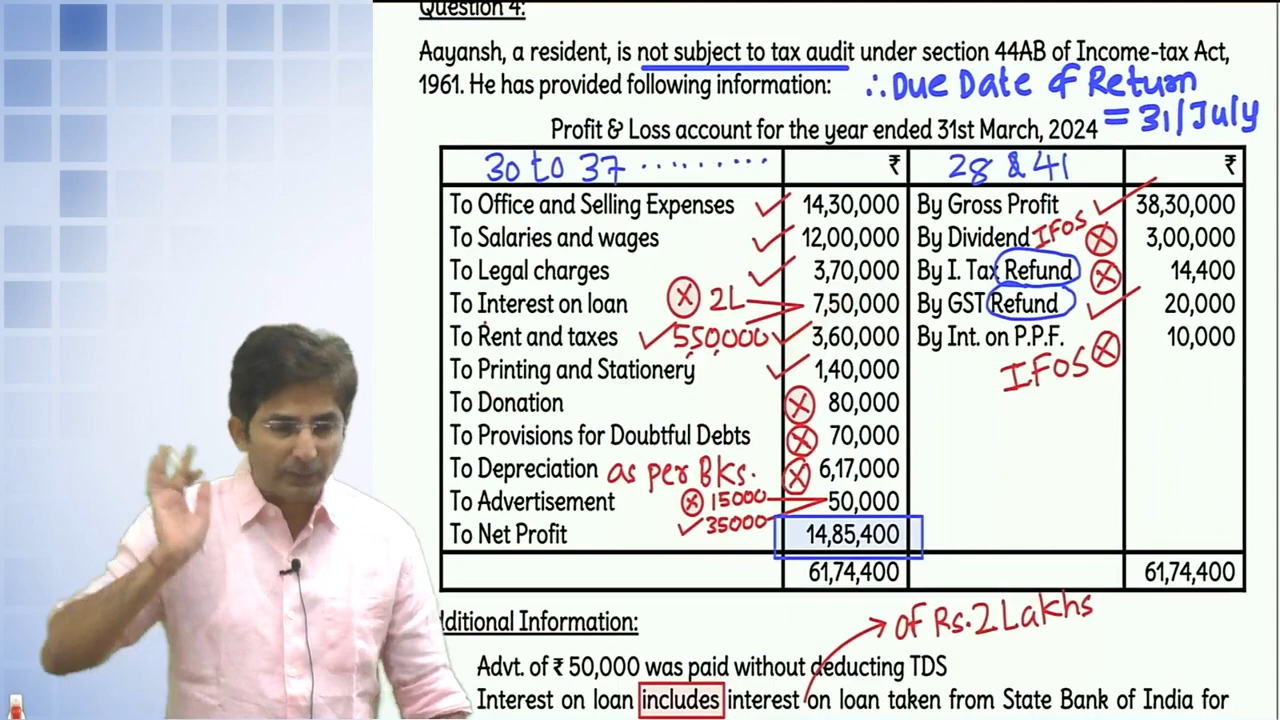 Question 4:
Aayansh, a resident, is not subject to tax audit under section 44AB of Income-tax Act,
1961. He has provided following information: ∴ Due Date of Return
= 31/July
Profit & Loss account for the year ended 31st March, 2024
30 to 37 ......... ₹ 28 & 41 ₹
To Office and Selling Expenses ✓ 14,30,000 By Gross Profit ✓ 38,30,000
To Salaries and wages ✓ 12,00,000 By Dividend IFOS ⊗ 3,00,000
To Legal charges ✓ 3,70,000 By I. Tax Refund ⊗ 14,400
To Interest on loan ⊗ 2L 7,50,000 By GST Refund ✓ 20,000
To Rent and taxes ✓ 550,000 ✓ 3,60,000 By Int. on P.P.F. ⊗ 10,000
IFOS
To Printing and Stationery ✓ 1,40,000
To Donation ⊗ 80,000
To Provisions for Doubtful Debts ⊗ 70,000
To Depreciation as per Bks. ⊗ 6,17,000
To Advertisement ⊗ 15000 50,000
✓ 35000
To Net Profit 14,85,400
61,74,400 61,74,400
of Rs. 2 Lakhs
Information:
Advt. of ₹ 50,000 was paid without deducting TDS
Interest on loan includes interest on loan taken from State Bank of India for